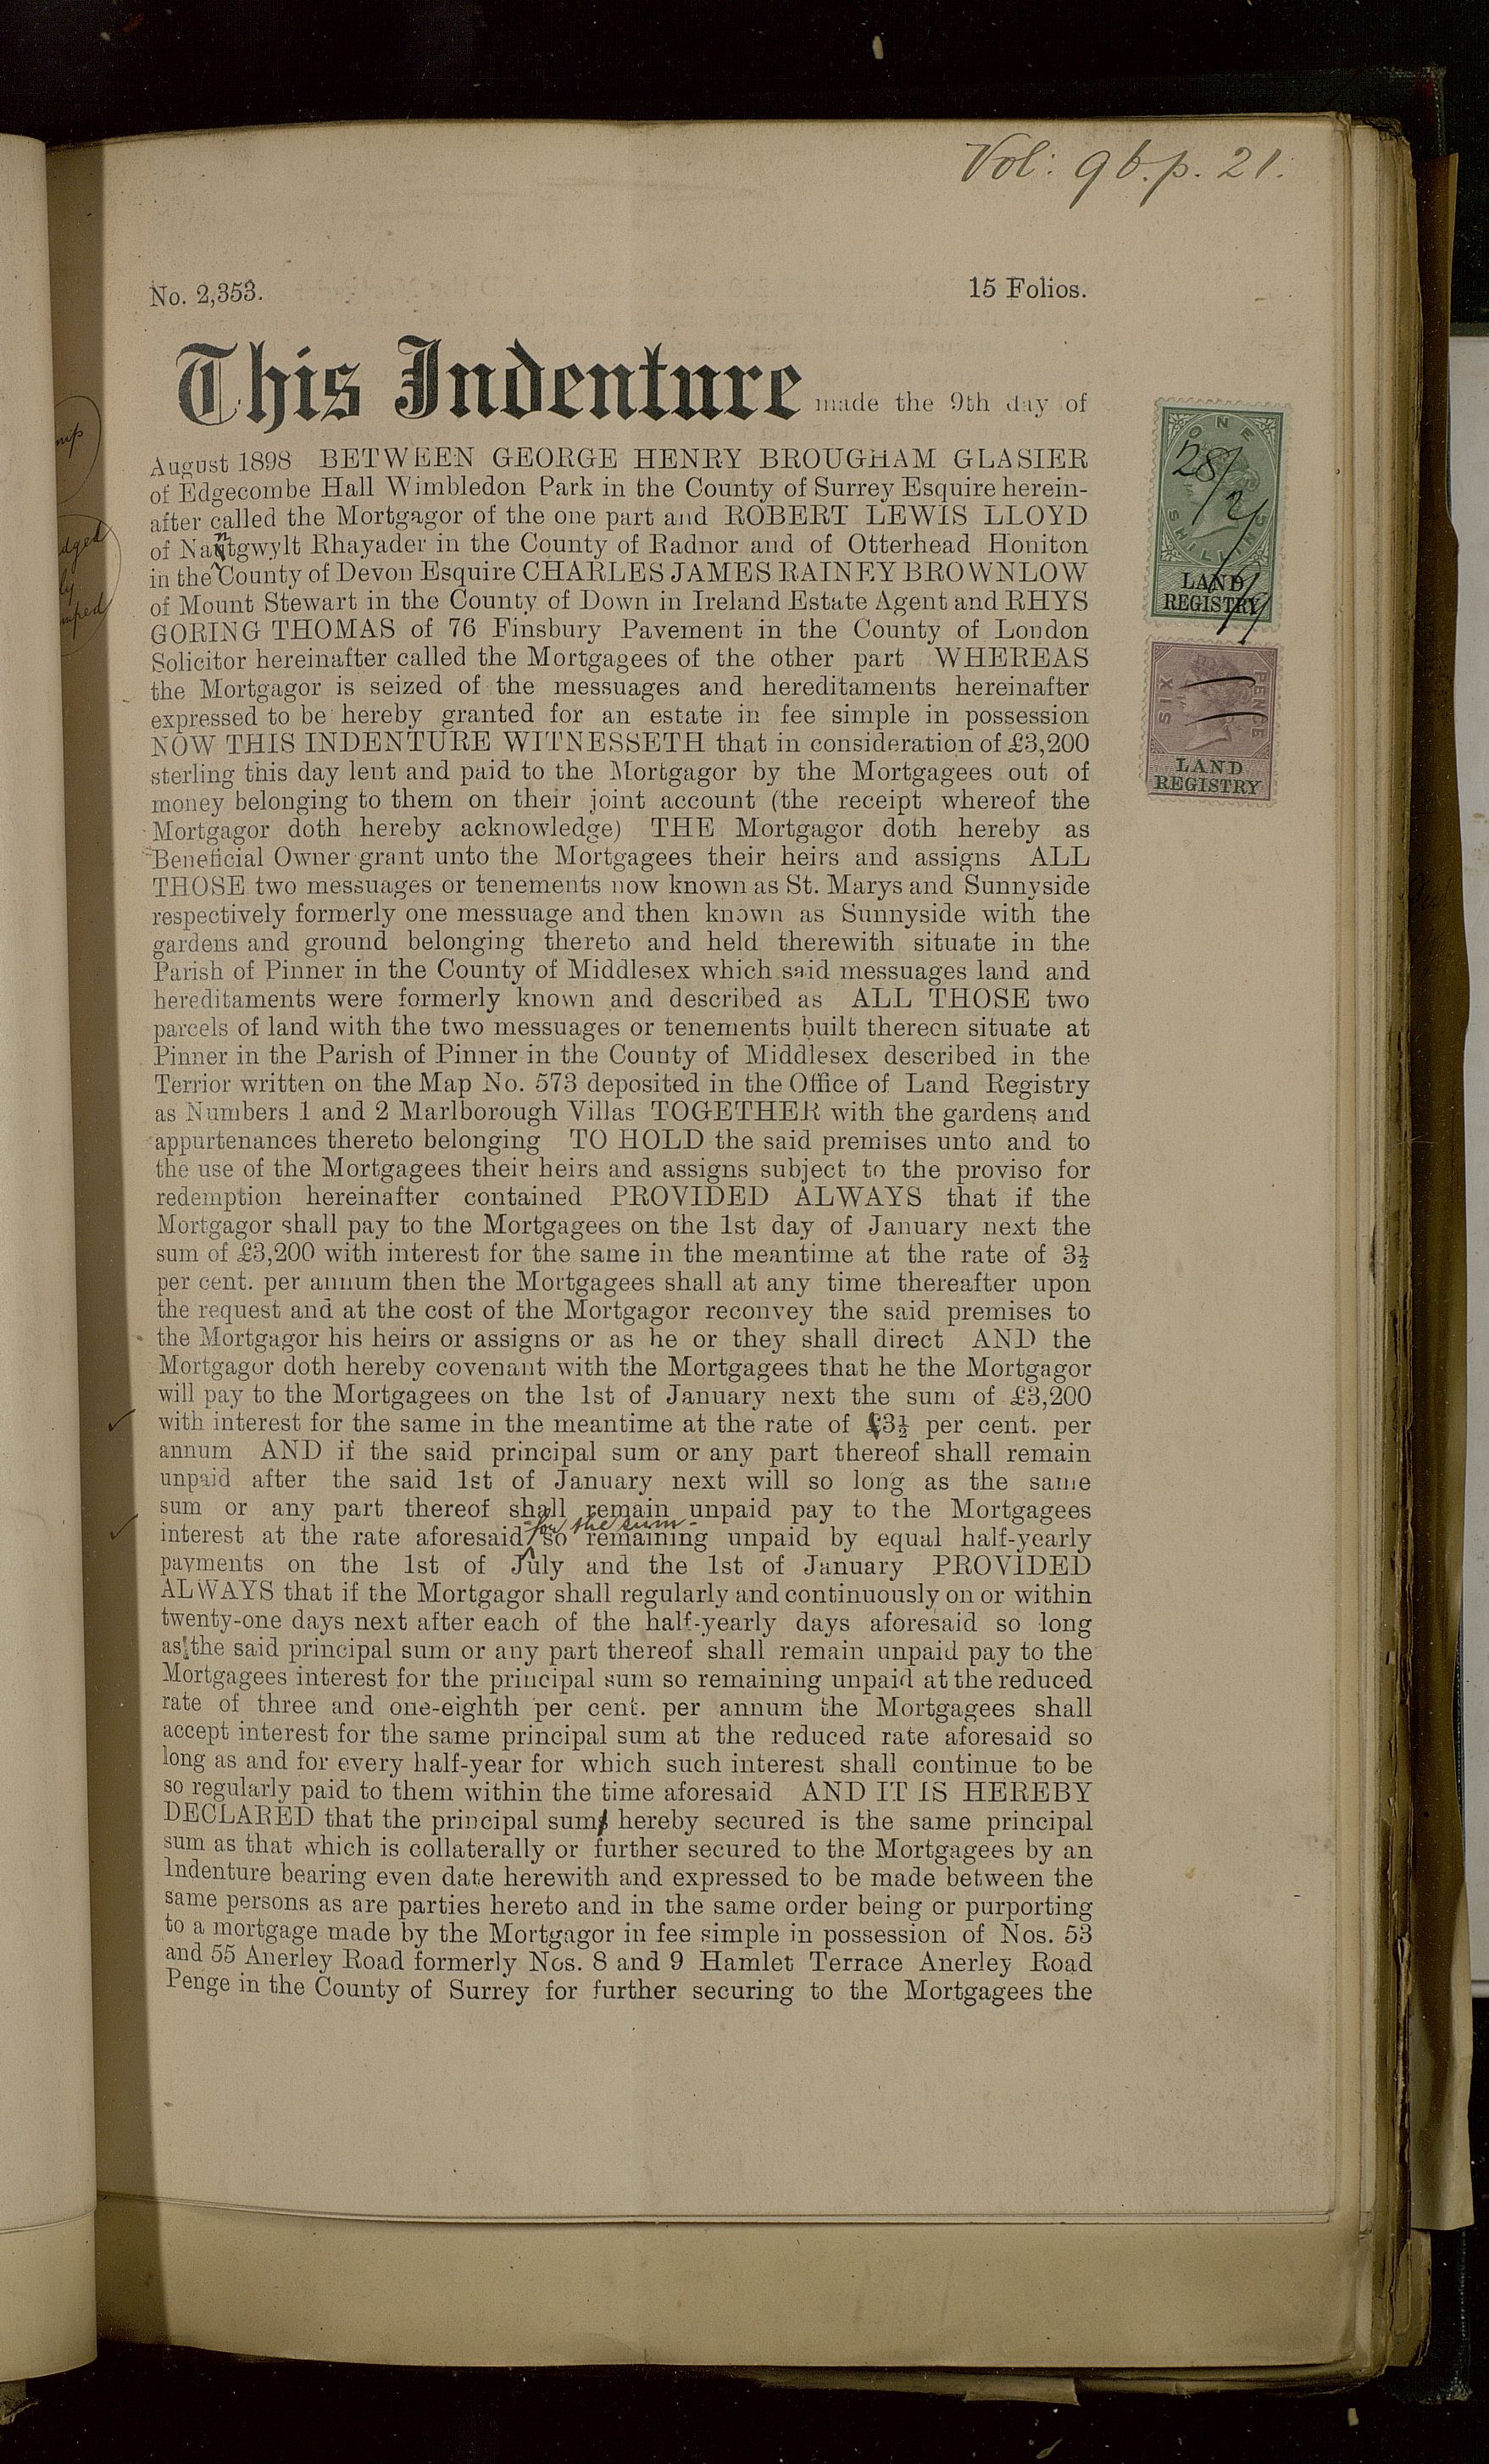 Vol: 96. p. 21.
No. 2,353.
15 Folios.
This Indenture made the 9th day of
August 1898 BETWEEN GEORGE HENRY BROUGHAM GLASIER
of Edgecombe Hall Wimbledon Park in the County of Surrey Esquire herein-
after called the Mortgagor of the one part and ROBERT LEWIS LLOYD
of Nantgwylt Rhayader in the County of Radnor and of Otterhead Honiton
in the County of Devon Esquire CHARLES JAMES RAINEY BROWNLOW
of Mount Stewart in the County of Down in Ireland Estate Agent and RHYS
GORING THOMAS of 76 Finsbury Pavement in the County of London
Solicitor hereinafter called the Mortgagees of the other part WHEREAS
the Mortgagor is seized of the messuages and hereditaments hereinafter
expressed to be hereby granted for an estate in fee simple in possession
NOW THIS INDENTURE WITNESSETH that in consideration of £3,200
sterling this day lent and paid to the Mortgagor by the Mortgagees out of
money belonging to them on their joint account (the receipt whereof the
Mortgagor doth hereby acknowledge) THE Mortgagor doth hereby as
Beneficial Owner grant unto the Mortgagees their heirs and assigns ALL
THOSE two messuages or tenements now known as St. Marys and Sunnyside
respectively formerly one messuage and then known as Sunnyside with the
gardens and ground belonging thereto and held therewith situate in the
Parish of Pinner in the County of Middlesex which said messuages land and
hereditaments were formerly known and described as ALL THOSE two
parcels of land with the two messuages or tenements built thereon situate at
Pinner in the Parish of Pinner in the County of Middlesex described in the
Terrior written on the Map No. 573 deposited in the Office of Land Registry
as Numbers 1 and 2 Marlborough Villas TOGETHER with the gardens and
appurtenances thereto belonging TO HOLD the said premises unto and to
the use of the Mortgagees their heirs and assigns subject to the proviso for
redemption hereinafter contained PROVIDED ALWAYS that if the
Mortgagor shall pay to the Mortgagees on the 1st day of January next the
sum of £3,200 with interest for the same in the meantime at the rate of 3½
per cent. per annum then the Mortgagees shall at any time thereafter upon
the request and at the cost of the Mortgagor reconvey the said premises to
the Mortgagor his heirs or assigns or as he or they shall direct AND the
Mortgagor doth hereby covenant with the Mortgagees that he the Mortgagor
will pay to the Mortgagees on the 1st of January next the sum of £3,200
with interest for the same in the meantime at the rate of £3½ per cent. per
annum AND if the said principal sum or any part thereof shall remain
unpaid after the said 1st of January next will so long as the same
sum or any part thereof shall remain unpaid pay to the Mortgagees
interest at the rate aforesaid for the sum so remaining unpaid by equal half-yearly
payments on the 1st of July and the 1st of January PROVIDED
ALWAYS that if the Mortgagor shall regularly and continuously on or within
twenty-one days next after each of the half-yearly days aforesaid so long
as the said principal sum or any part thereof shall remain unpaid pay to the
Mortgagees interest for the principal sum so remaining unpaid at the reduced
rate of three and one-eighth per cent. per annum the Mortgagees shall
accept interest for the same principal sum at the reduced rate aforesaid so
long as and for every half-year for which such interest shall continue to be
so regularly paid to them within the time aforesaid AND IT IS HEREBY
DECLARED that the principal sum hereby secured is the same principal
sum as that which is collaterally or further secured to the Mortgagees by an
Indenture bearing even date herewith and expressed to be made between the
same persons as are parties hereto and in the same order being or purporting
to a mortgage made by the Mortgagor in fee simple in possession of Nos. 53
and 55 Anerley Road formerly Nos. 8 and 9 Hamlet Terrace Anerley Road
Penge in the County of Surrey for further securing to the Mortgagees the
ONE
SHILLING
LAND
REGISTRY
SIX
PENCE
LAND
REGISTRY